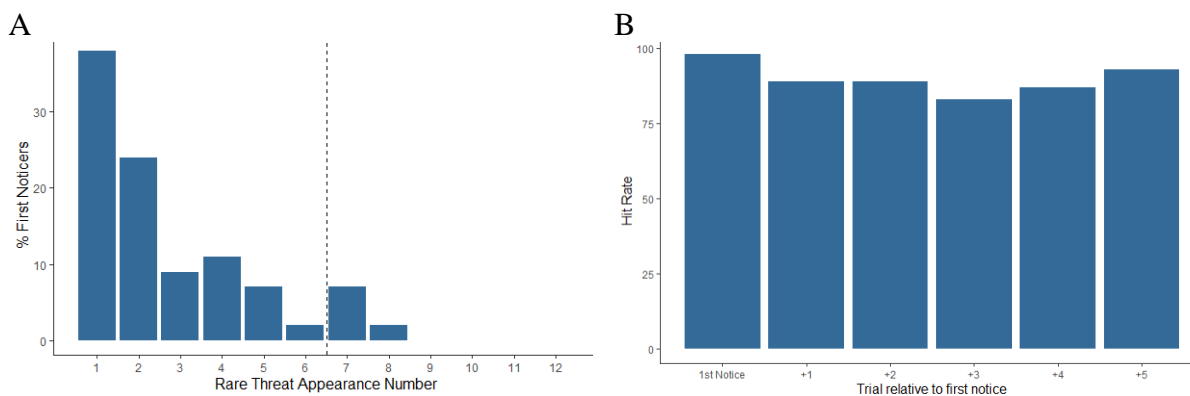 A
% First Noticers
30
20
10
0
1 2 3 4 5 6 7 8 9 10 11 12
Rare Threat Appearance Number
B
Hit Rate
100
75
50
25
0
1st Notice +1 +2 +3 +4 +5
Trial relative to first notice